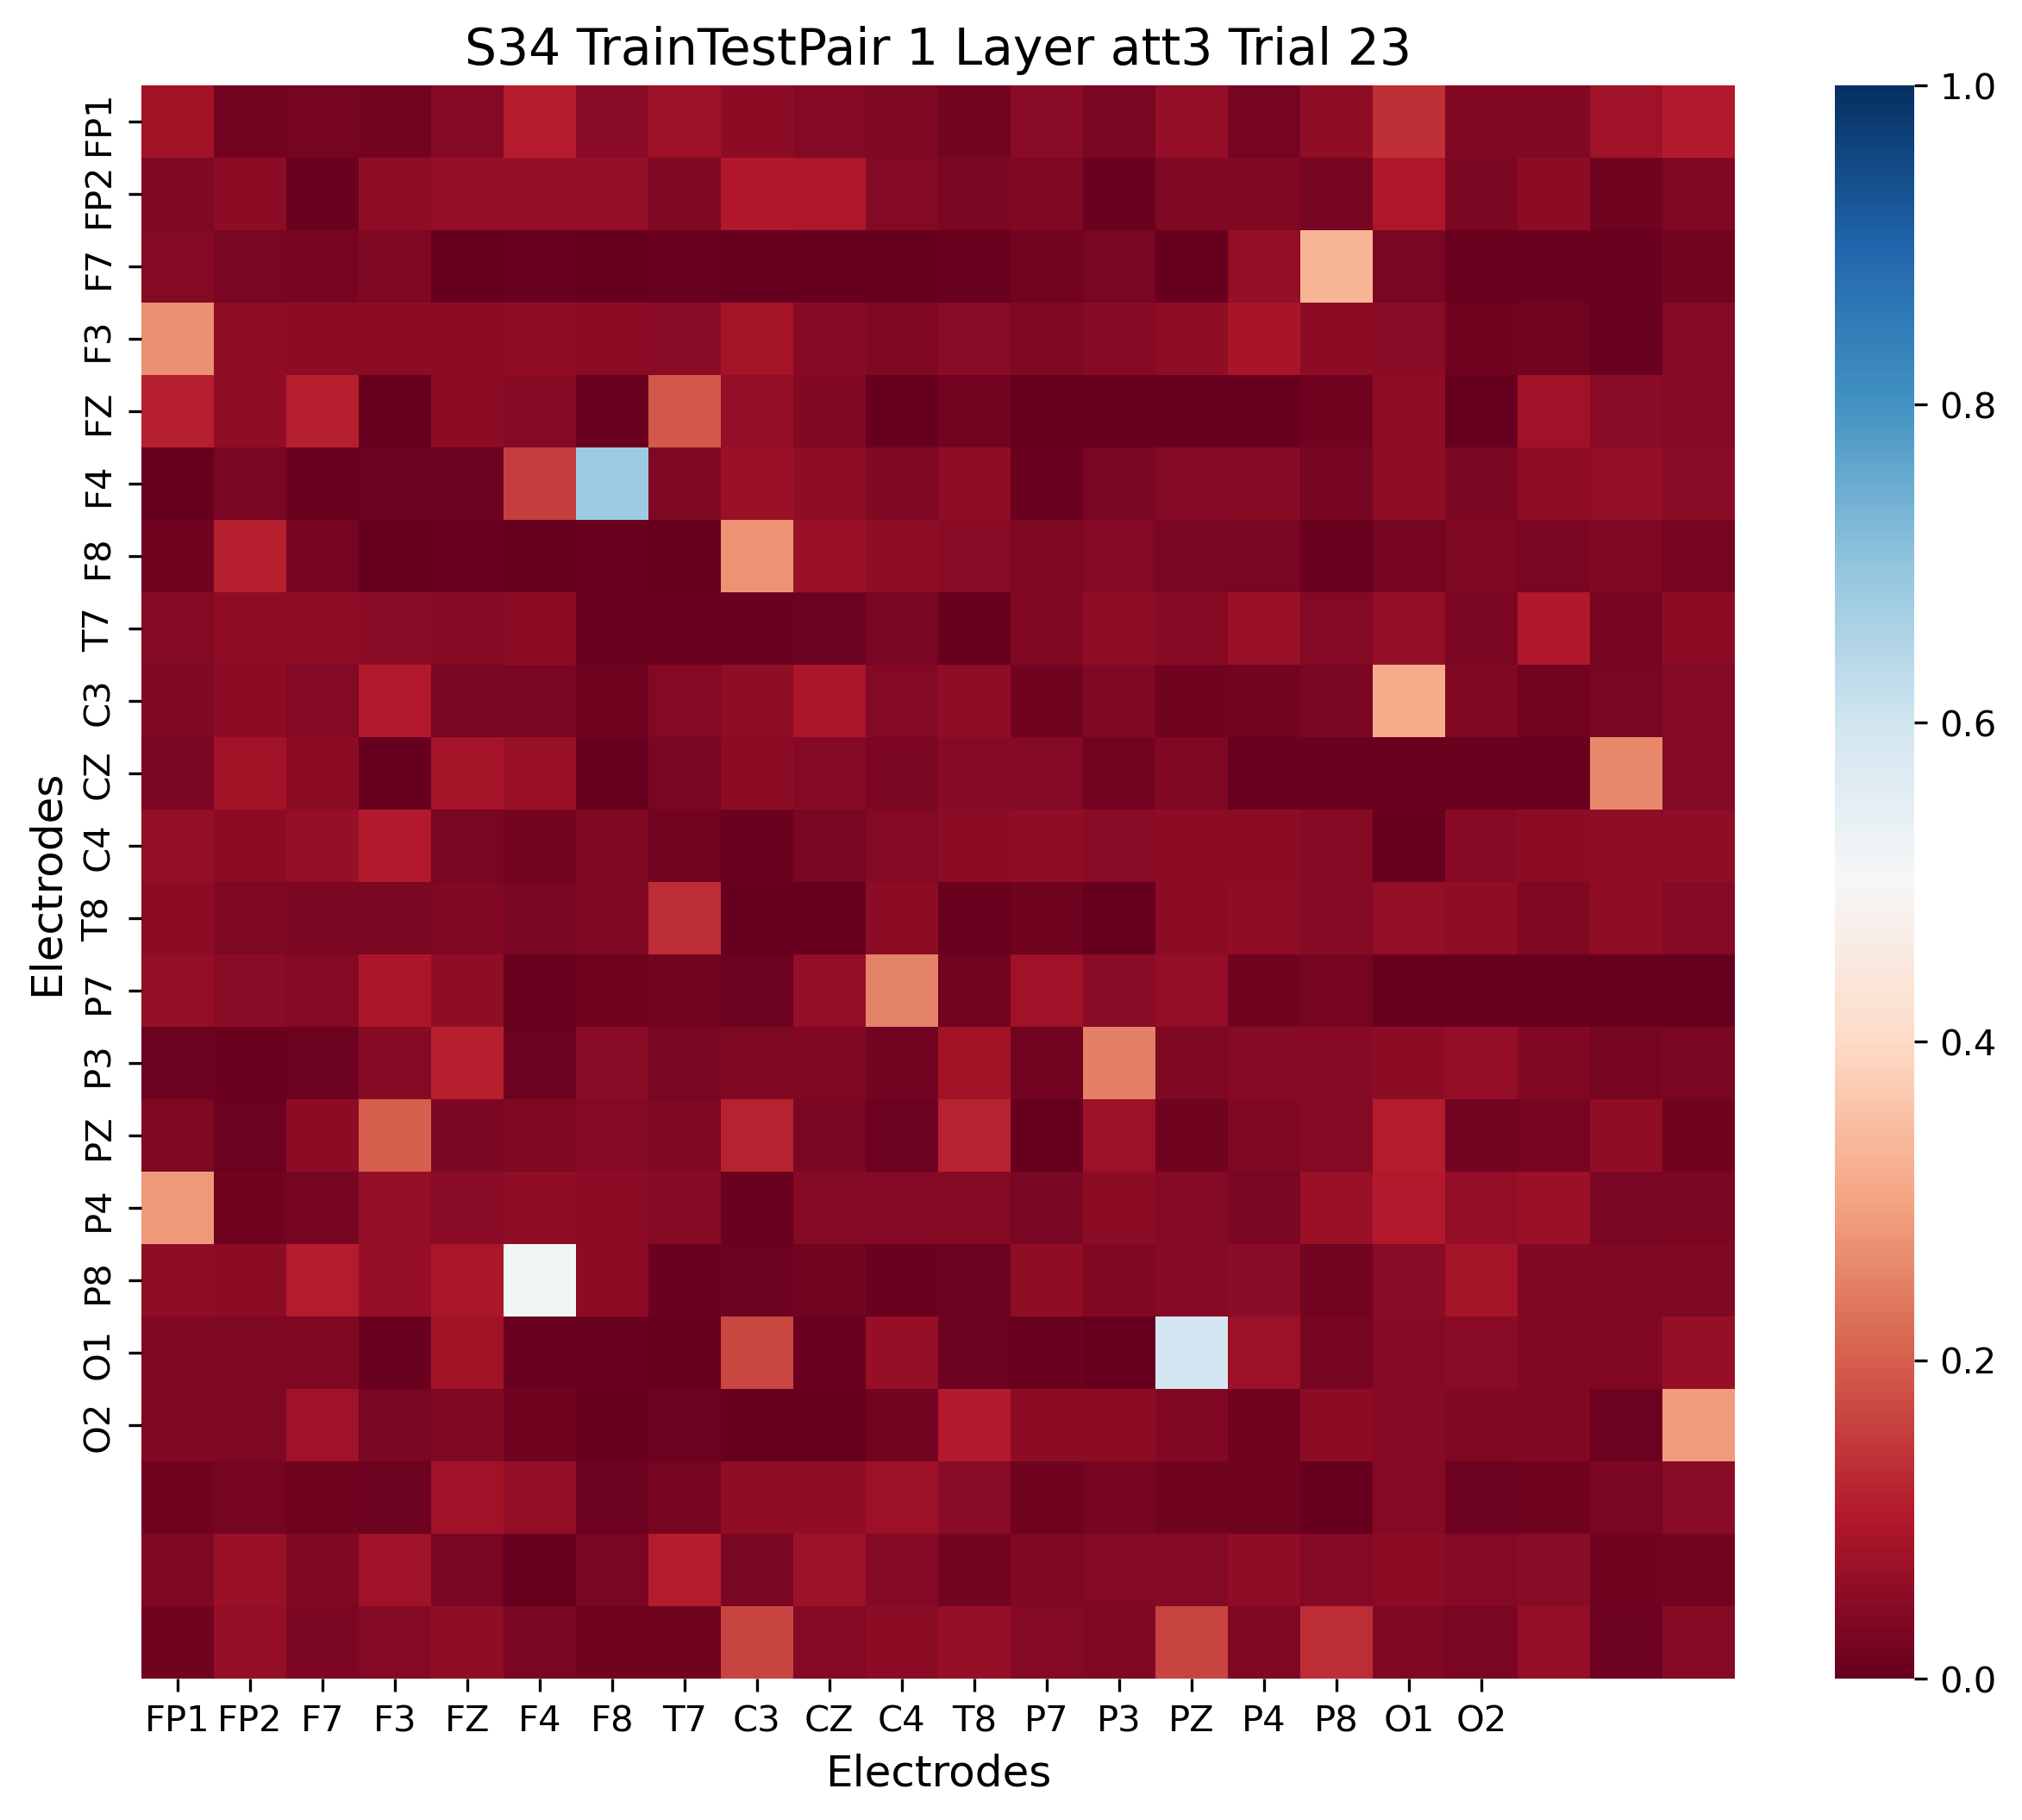 S34 TrainTestPair 1 Layer att3 Trial 23
Electrodes
FP1
FP2
F7
F3
FZ
F4
F8
T7
C3
CZ
C4
T8
P7
P3
PZ
P4
P8
O1
O2
FP1 FP2 F7 F3 FZ F4 F8 T7 C3 CZ C4 T8 P7 P3 PZ P4 P8 O1 O2
Electrodes
1.0
0.8
0.6
0.4
0.2
0.0